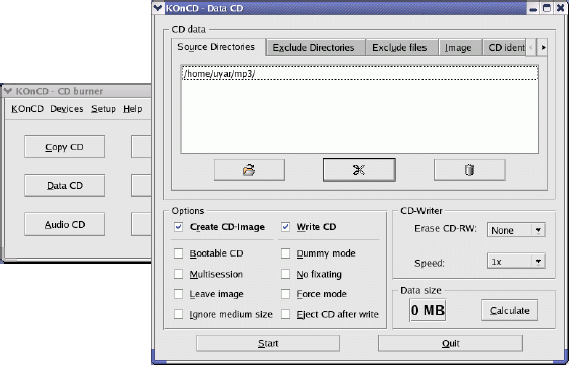 KOnCD - Data CD
CD data
Source Directories
Exclude Directories
Exclude files
Image
CD ident
/home/uyar/mp3/
KOnCD - CD burner
KOnCD Devices Setup Help
Copy CD
Data CD
Audio CD
Options
Create CD-Image
Write CD
Bootable CD
Dummy mode
Multisession
No fixating
Leave image
Force mode
Ignore medium size
Eject CD after write
CD-Writer
Erase CD-RW: None
Speed: 1x
Data size
0 MB
Calculate
Start
Quit